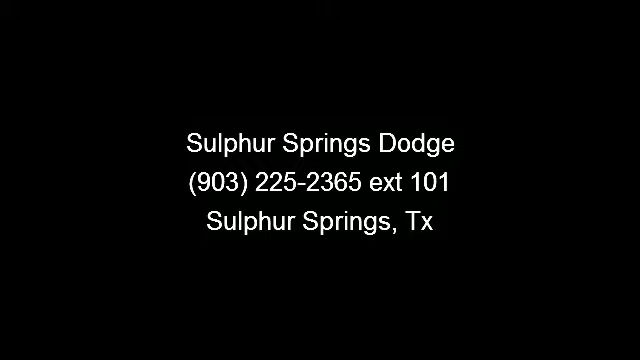 Sulphur Springs Dodge
(903) 225-2365 ext 101
Sulphur Springs, Tx